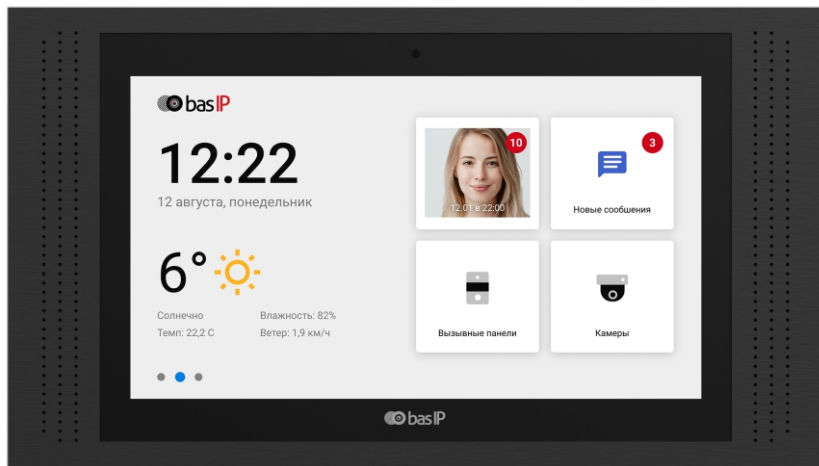 bas IP
12:22
12 августа, понедельник
6°
Солнечно
Влажность: 82%
Темп: 22,2 С
Ветер: 1,9 км/ч
10
12.01 в 22:00
3
Новые сообшения
Вызывные панели
Камеры
bas IP